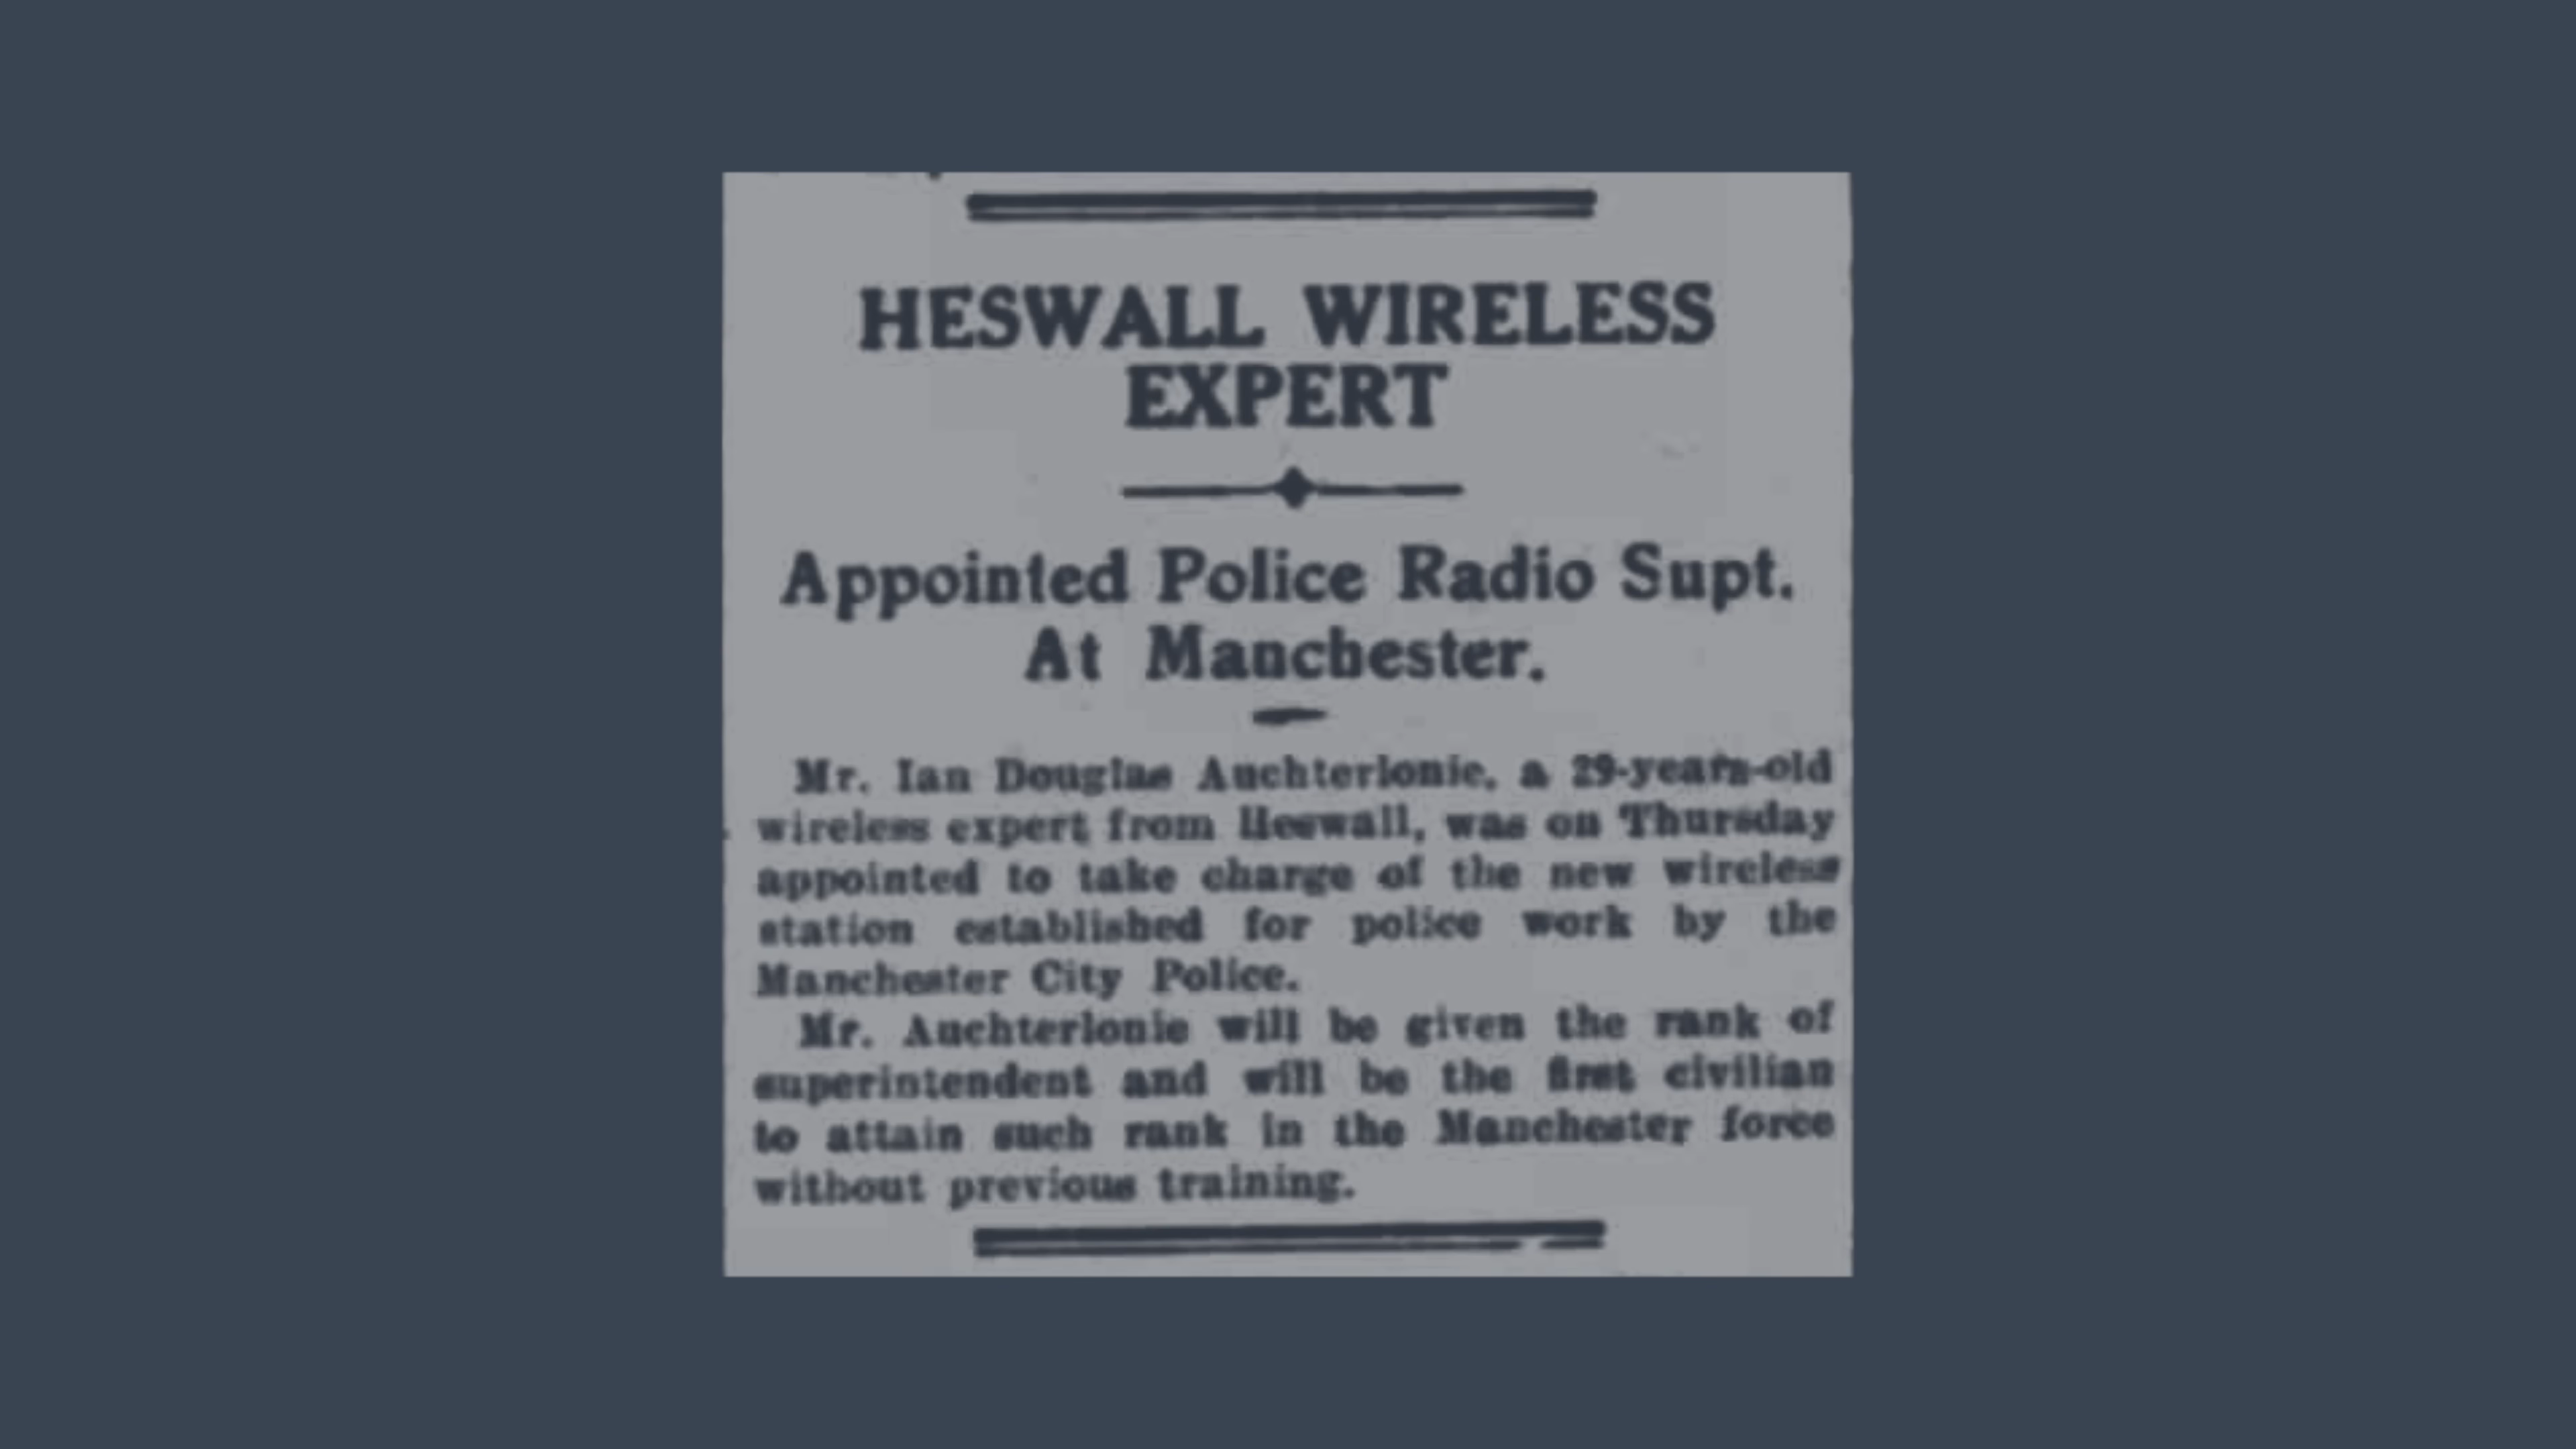 HESWALL WIRELESS
EXPERT
Appointed Police Radio Supt.
At Manchester.
Mr. Ian Douglas Auchterlonie, a 29-years-old
wireless expert from Heswall, was on Thursday
appointed to take charge of the new wireless
station established for police work by the
Manchester City Police.
Mr. Auchterlonie will be given the rank of
superintendent and will be the first civilian
to attain such rank in the Manchester force
without previous training.